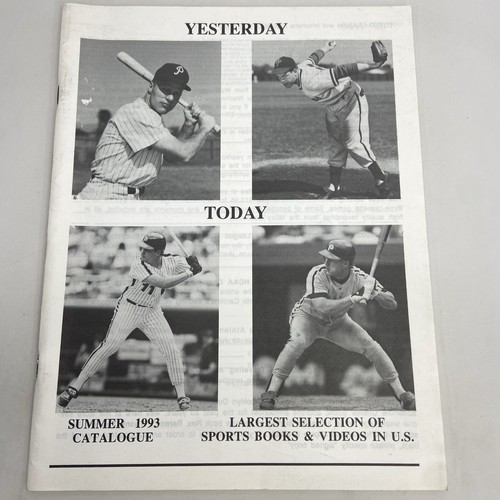 YESTERDAY
P
TODAY
SUMMER 1993
CATALOGUE
LARGEST SELECTION OF
SPORTS BOOKS & VIDEOS IN U.S.